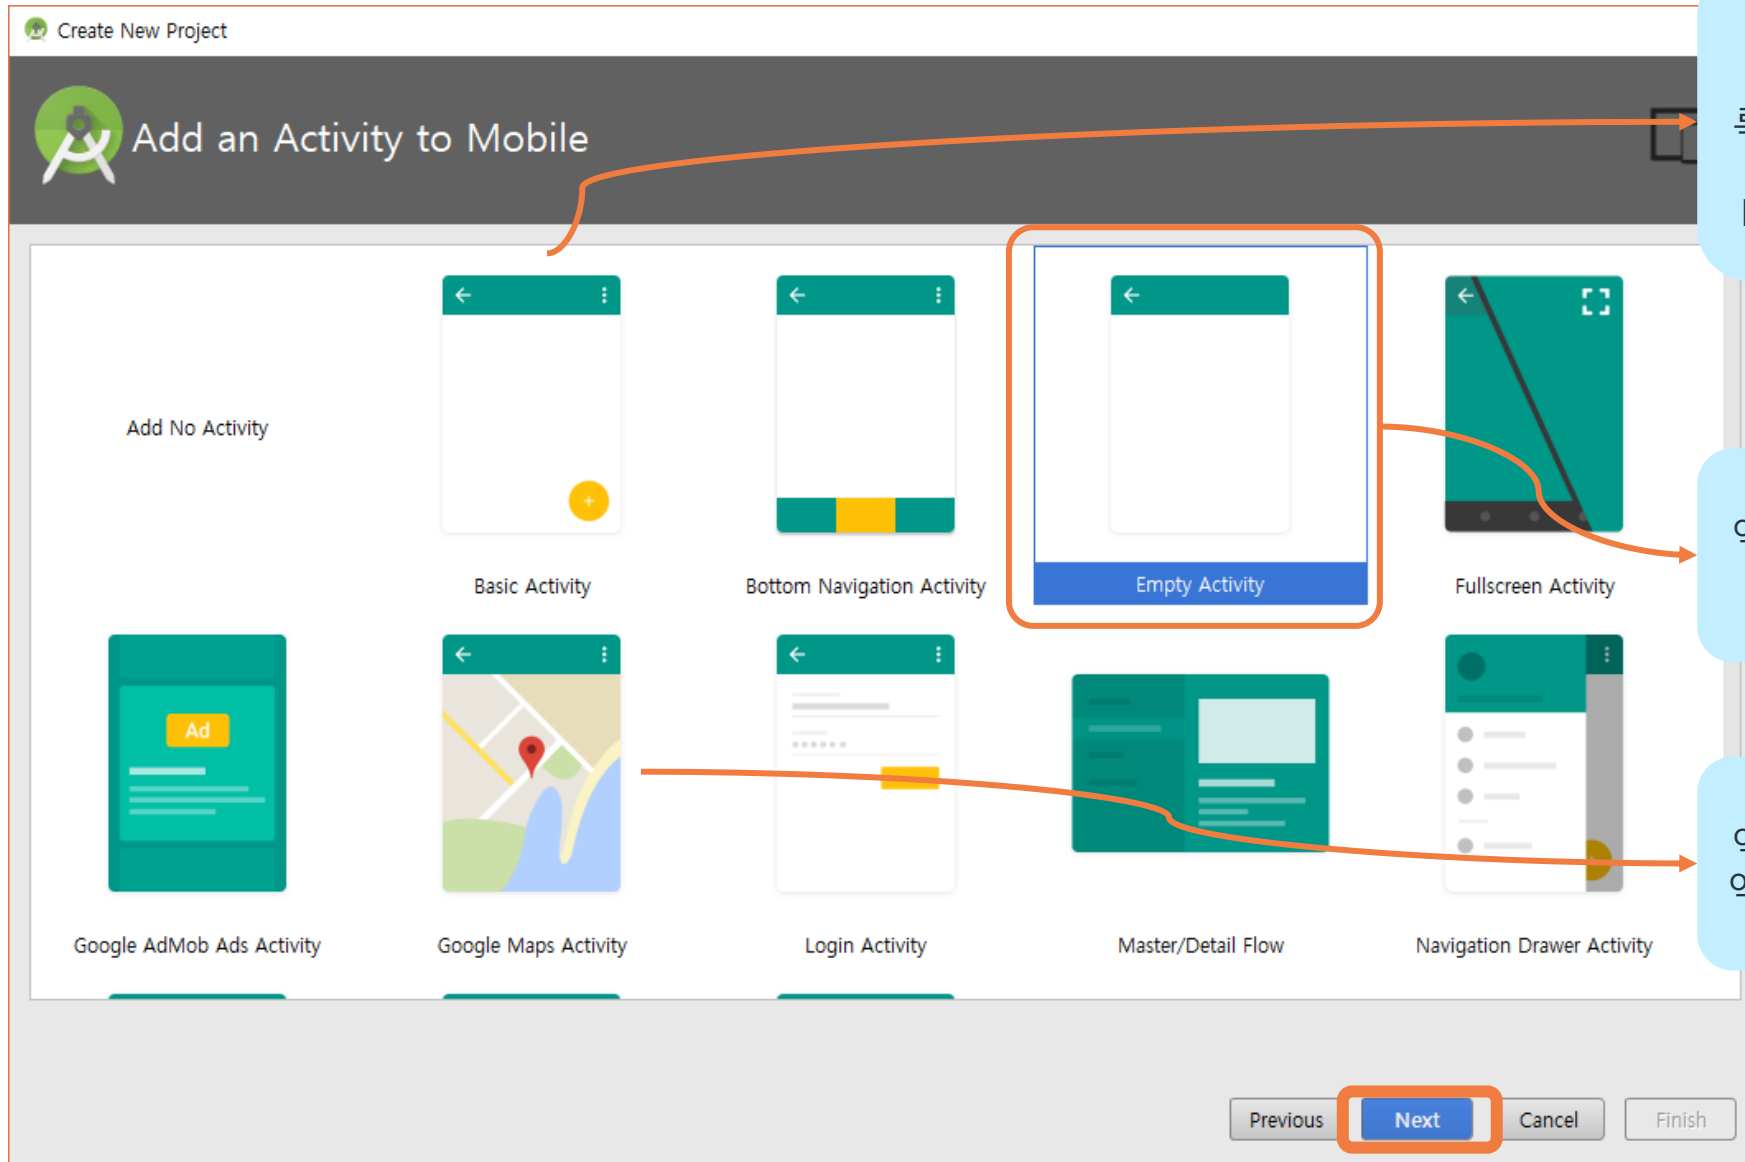 Create New Project
Add an Activity to Mobile
Add No Activity
Basic Activity
Bottom Navigation Activity
Empty Activity
Fullscreen Activity
Ad
Google AdMob Ads Activity
Google Maps Activity
Login Activity
Master/Detail Flow
Navigation Drawer Activity
Previous
Next
Cancel
Finish